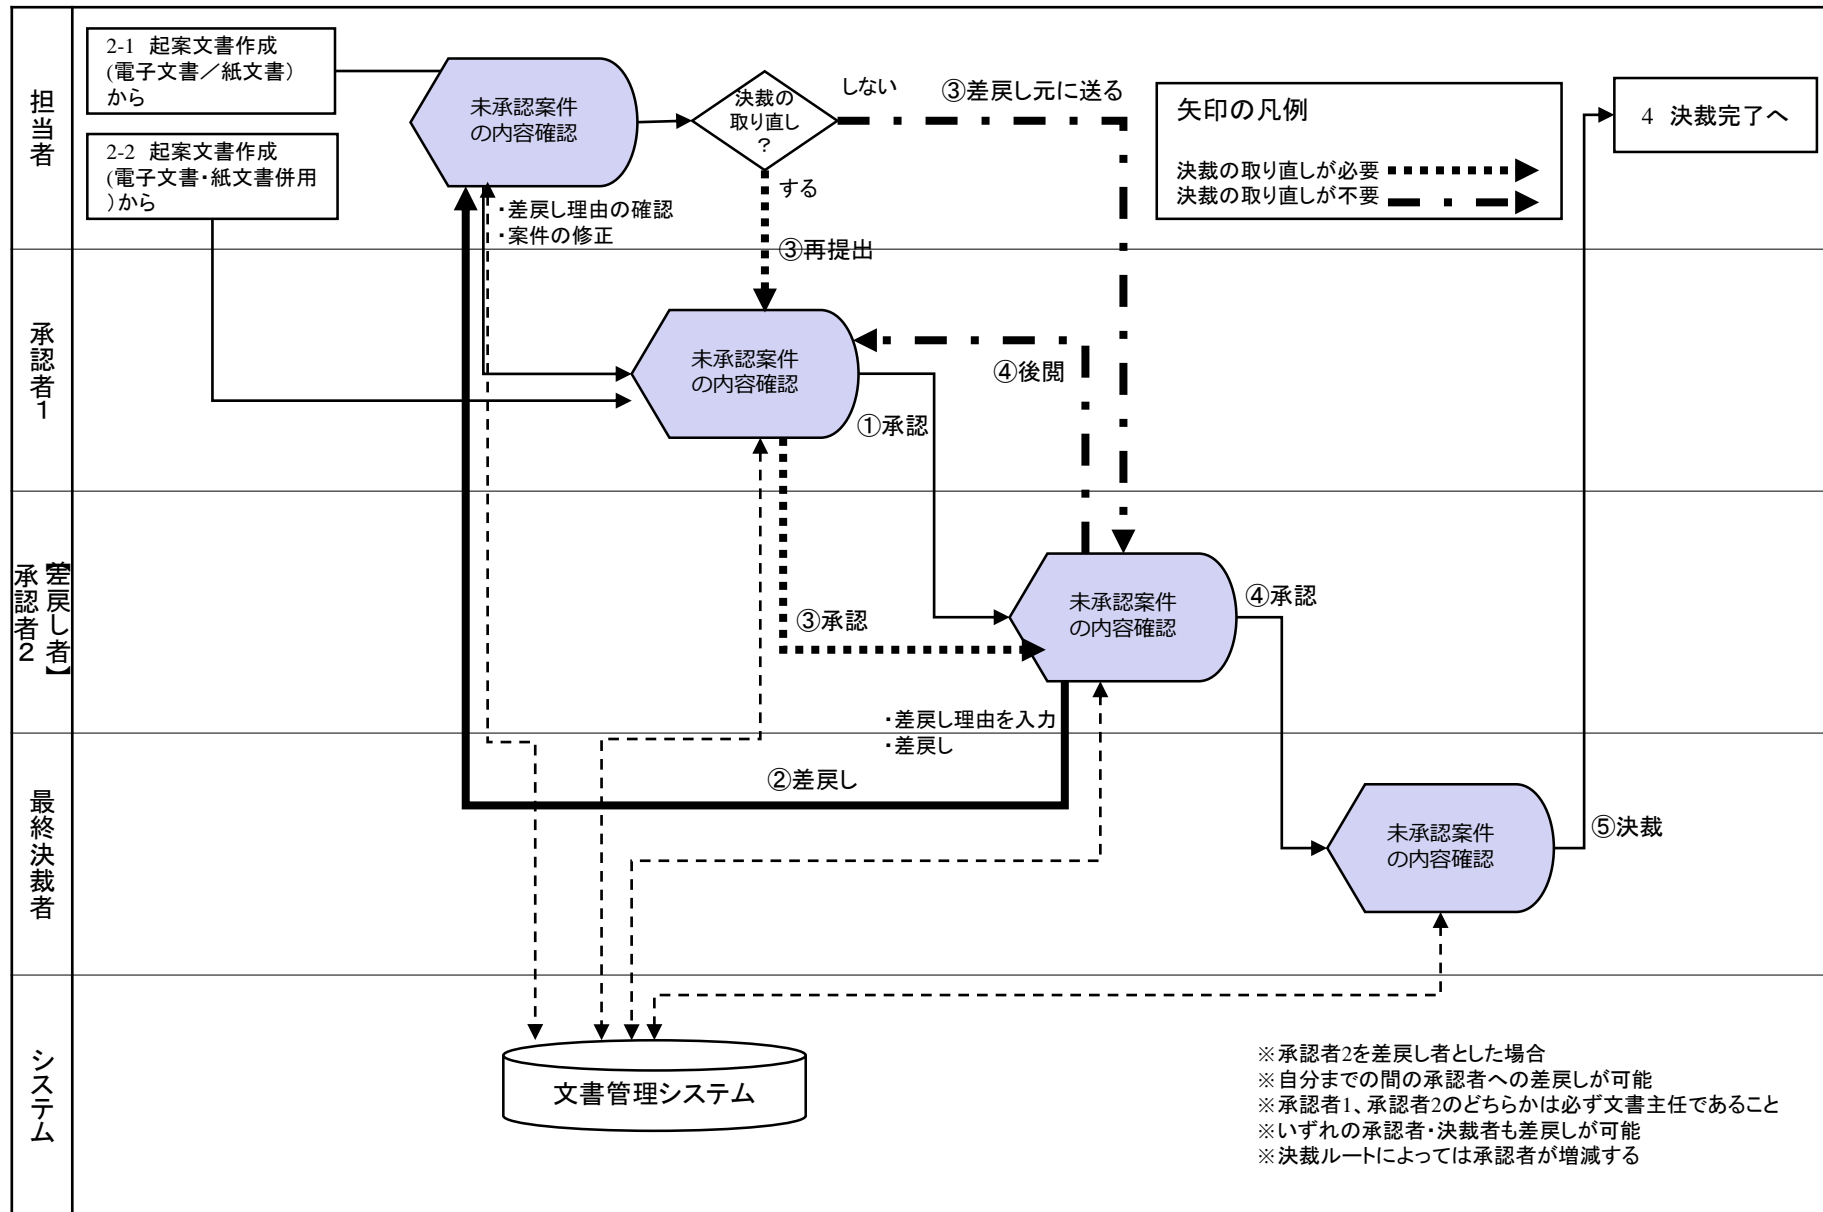 担当者
2-1 起案文書作成
(電子文書／紙文書)
から
2-2 起案文書作成
(電子文書・紙文書併用
)から
未承認案件
の内容確認
決裁の
取り直し
？
しない
③差戻し元に送る
する
矢印の凡例
決裁の取り直しが必要
決裁の取り直しが不要
4 決裁完了へ
・差戻し理由の確認
・案件の修正
③再提出
承認者1
未承認案件
の内容確認
④後閲
①承認
承認者2
【差戻し者】
未承認案件
の内容確認
③承認
④承認
・差戻し理由を入力
・差戻し
最終決裁者
②差戻し
未承認案件
の内容確認
⑤決裁
システム
文書管理システム
※承認者2を差戻し者とした場合
※自分までの間の承認者への差戻しが可能
※承認者1、承認者2のどちらかは必ず文書主任であること
※いずれの承認者・決裁者も差戻しが可能
※決裁ルートによっては承認者が増減する